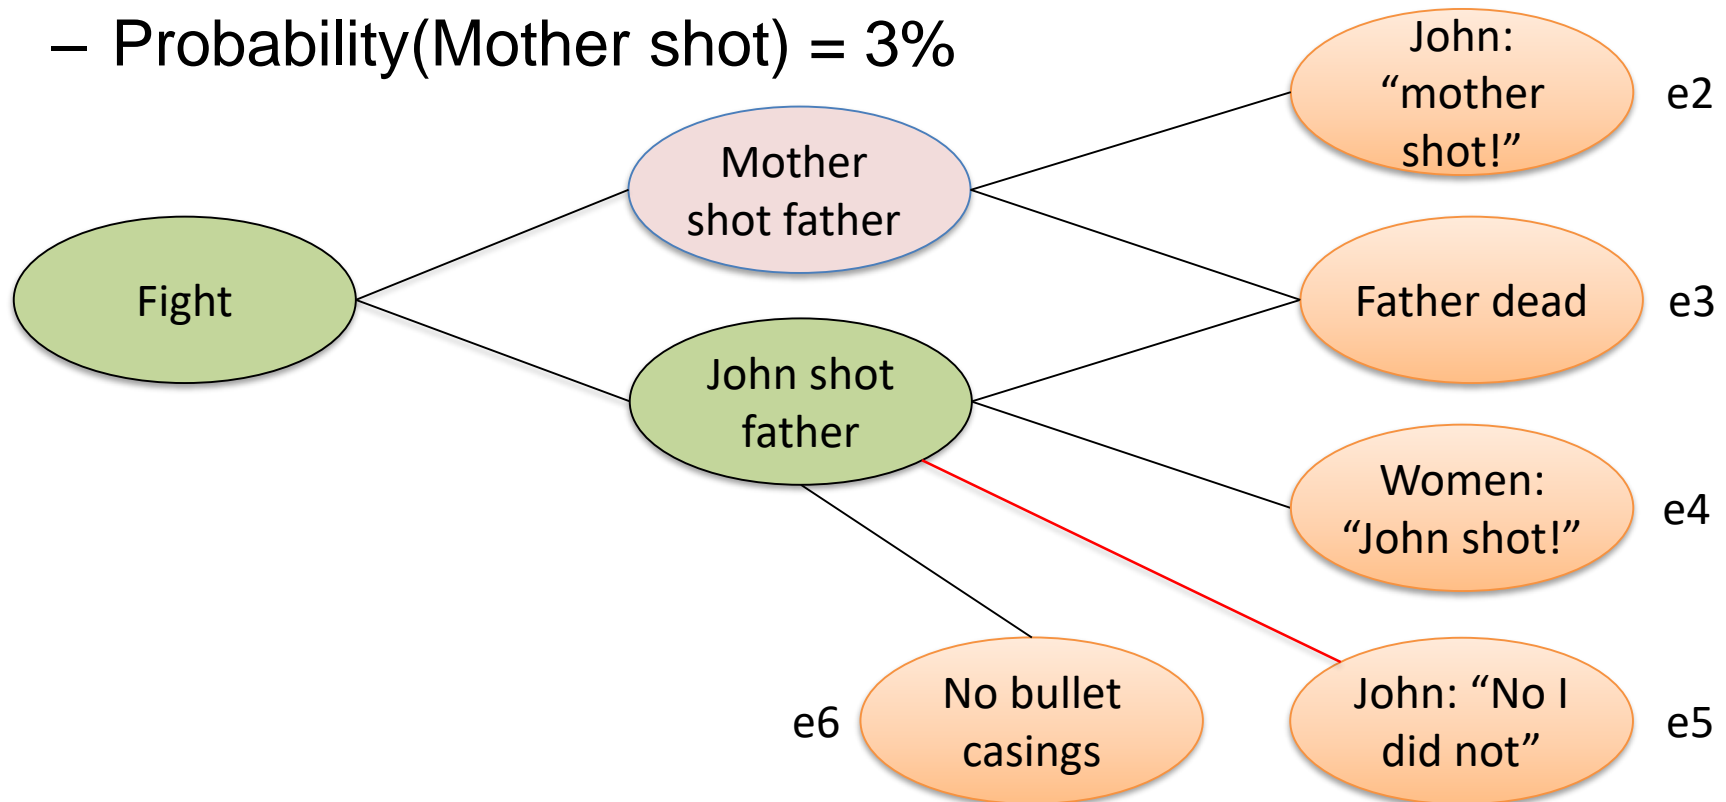 – Probability(Mother shot) = 3%
John:
“mother
shot!”
e2
Mother
shot father
Fight
Father dead
e3
John shot
father
Women:
“John shot!”
e4
e6
No bullet
casings
John: “No I
did not”
e5